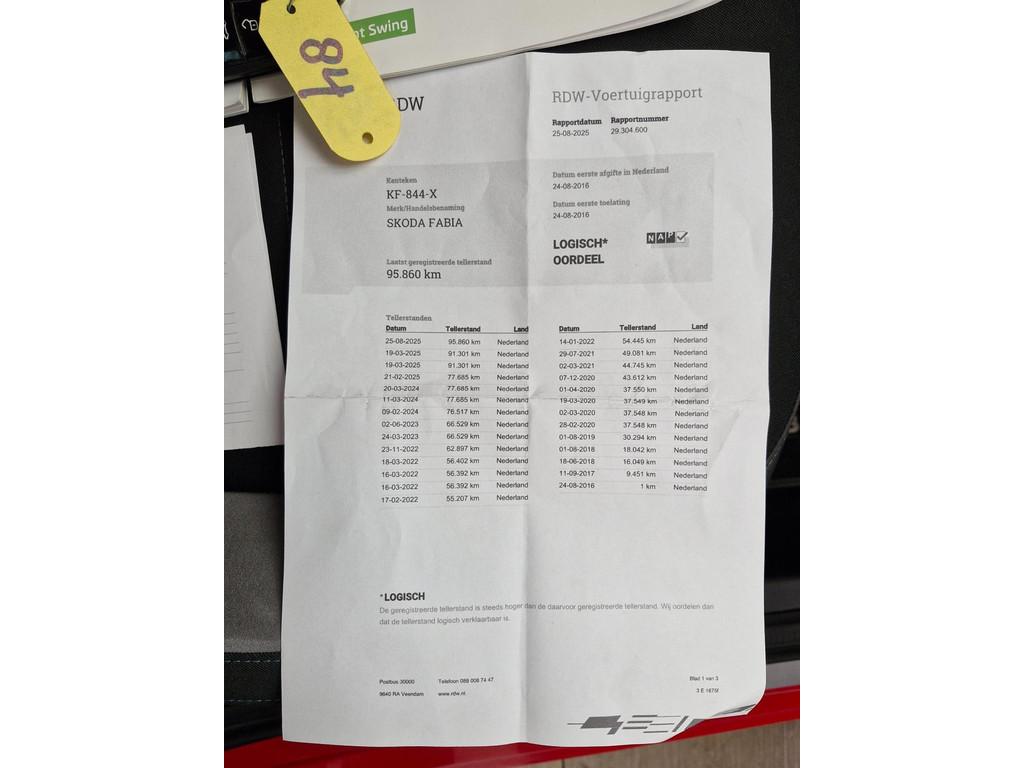 nt Swing
84
RDW
RDW-Voertuigrapport
Rapportdatum Rapportnummer
25-08-2025 29.304.600
Kenteken
KF-844-X
Merk/Handelsbenaming
SKODA FABIA
Laatst geregistreerde tellerstand
95.860 km
Datum eerste afgifte in Nederland
24-08-2016
Datum eerste toelating
24-08-2016
LOGISCH*
OORDEEL
NAP
Tellerstanden
Datum Tellerstand Land
25-08-2025 95.860 km Nederland
19-03-2025 91.301 km Nederland
19-03-2025 91.301 km Nederland
21-02-2025 77.685 km Nederland
20-03-2024 77.685 km Nederland
11-03-2024 77.685 km Nederland
09-02-2024 76.517 km Nederland
02-06-2023 66.529 km Nederland
24-03-2023 66.529 km Nederland
23-11-2022 62.897 km Nederland
18-03-2022 56.402 km Nederland
16-03-2022 56.392 km Nederland
16-03-2022 56.392 km Nederland
17-02-2022 55.207 km Nederland
Datum Tellerstand Land
14-01-2022 54.445 km Nederland
29-07-2021 49.081 km Nederland
02-03-2021 44.745 km Nederland
07-12-2020 43.612 km Nederland
01-04-2020 37.550 km Nederland
19-03-2020 37.549 km Nederland
02-03-2020 37.548 km Nederland
28-02-2020 37.548 km Nederland
01-08-2019 30.294 km Nederland
01-08-2018 18.042 km Nederland
18-06-2018 16.049 km Nederland
11-09-2017 9.451 km Nederland
24-08-2016 1 km Nederland
*LOGISCH
De geregistreerde tellerstand is steeds hoger dan de daarvoor geregistreerde tellerstand. Wij oordelen dan
dat de tellerstand logisch verklaarbaar is.
Postbus 30000 Telefoon 088 008 74 47
9640 RA Veendam www.rdw.nl
Blad 1 van 3
3 E 1675f